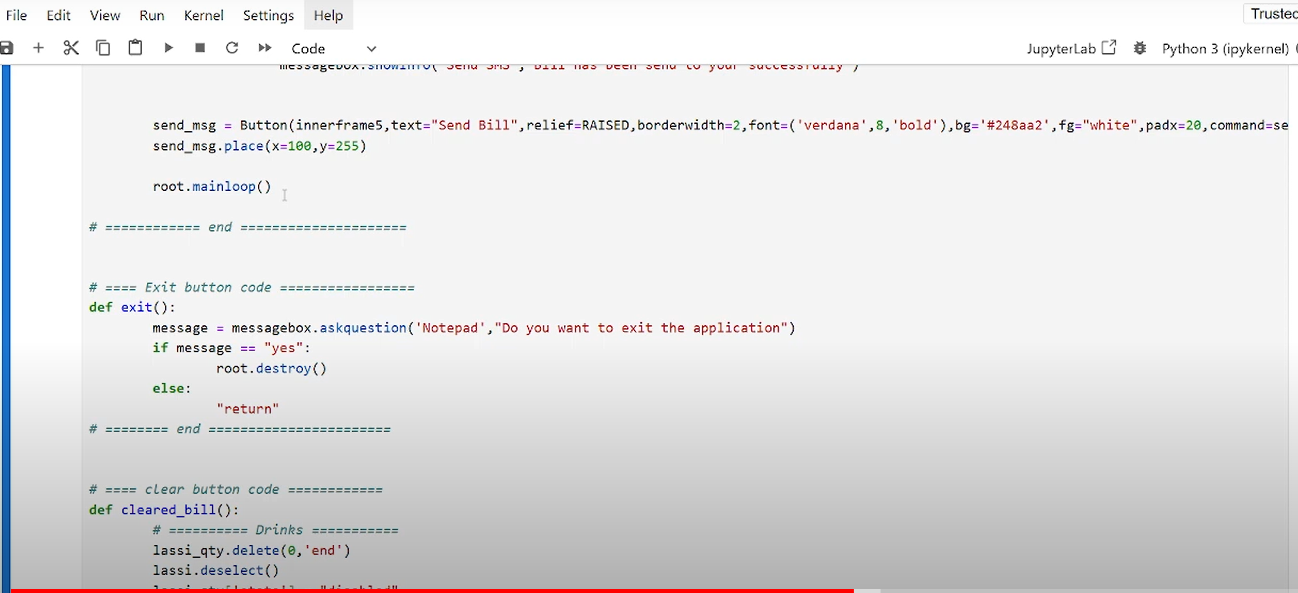 File Edit View Run Kernel Settings Help Trusted
Code JupyterLab Python 3 (ipykernel)
messagebox.showinfo("Send SMS","Bill has been send to your successfully")
send_msg = Button(innerframe5,text="Send Bill",relief=RAISED,borderwidth=2,font=('verdana',8,'bold'),bg='#248aa2',fg="white",padx=20,command=se
send_msg.place(x=100,y=255)
root.mainloop()
# ============ end =====================
# ==== Exit button code =================
def exit():
message = messagebox.askquestion('Notepad',"Do you want to exit the application")
if message == "yes":
root.destroy()
else:
"return"
# ======== end =======================
# ==== clear button code ============
def cleared_bill():
# ========== Drinks ===========
lassi_qty.delete(0,'end')
lassi.deselect()